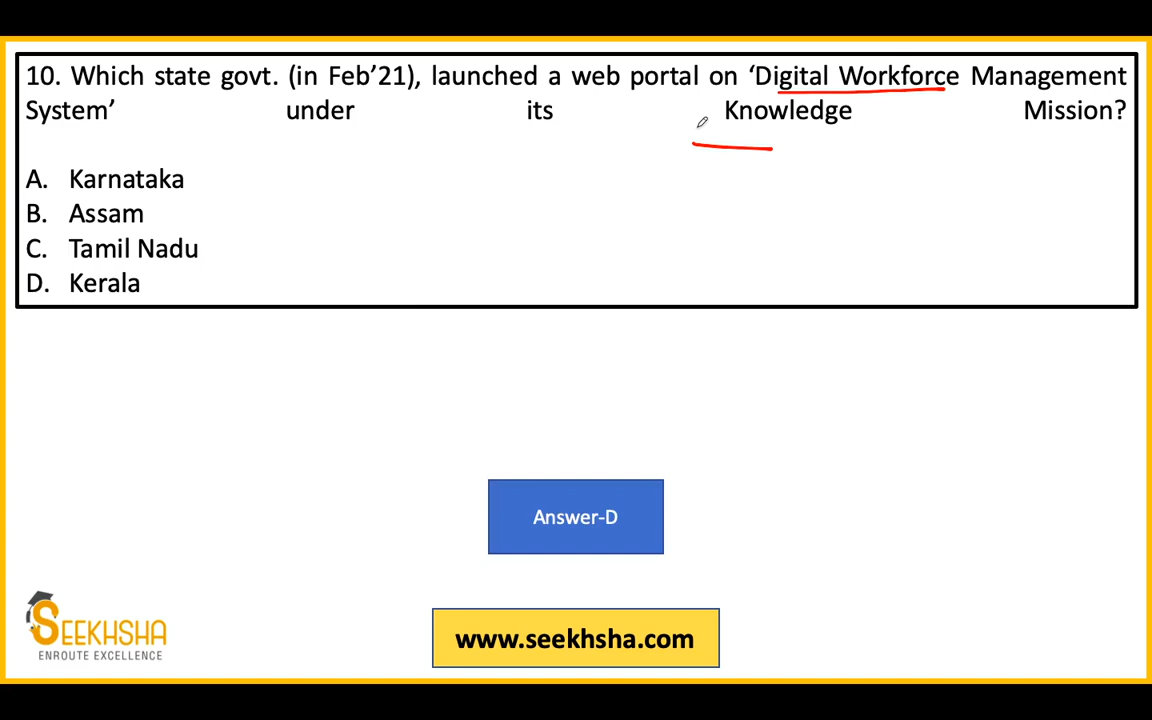 10. Which state govt. (in Feb’21), launched a web portal on ‘Digital Workforce Management
System’ under its Knowledge Mission?
A. Karnataka
B. Assam
C. Tamil Nadu
D. Kerala
Answer-D
SEEKHSHA
ENROUTE EXCELLENCE
www.seekhsha.com